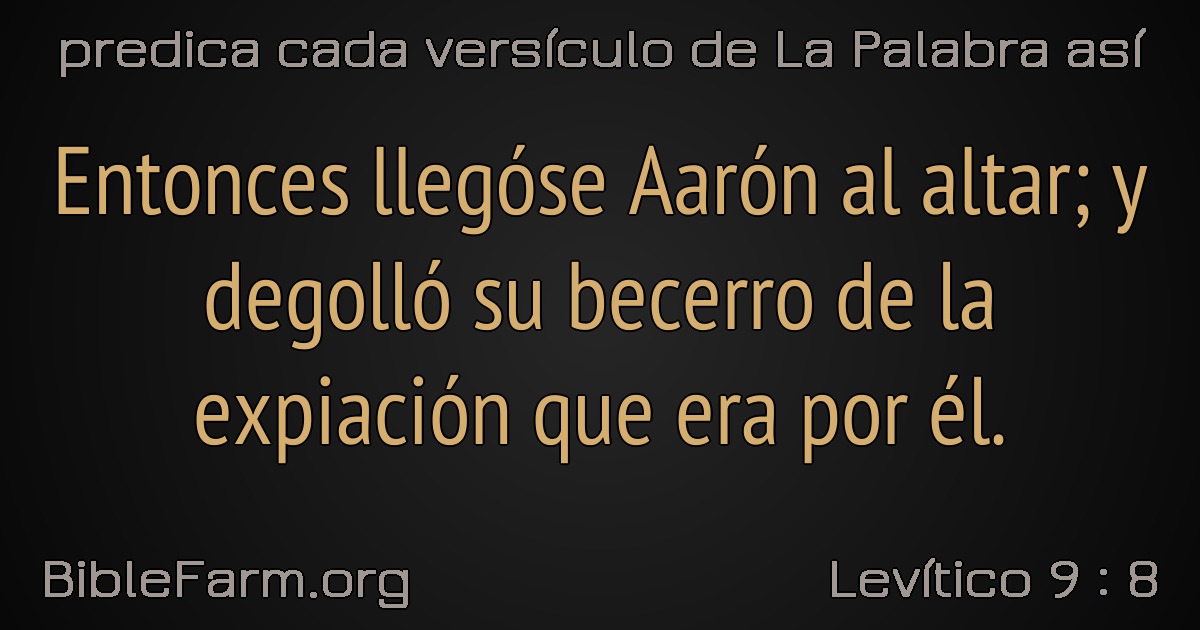 predica cada versículo de La Palabra así
Entonces llegóse Aarón al altar; y
degolló su becerro de la
expiación que era por él.
BibleFarm.org
Levítico 9 : 8